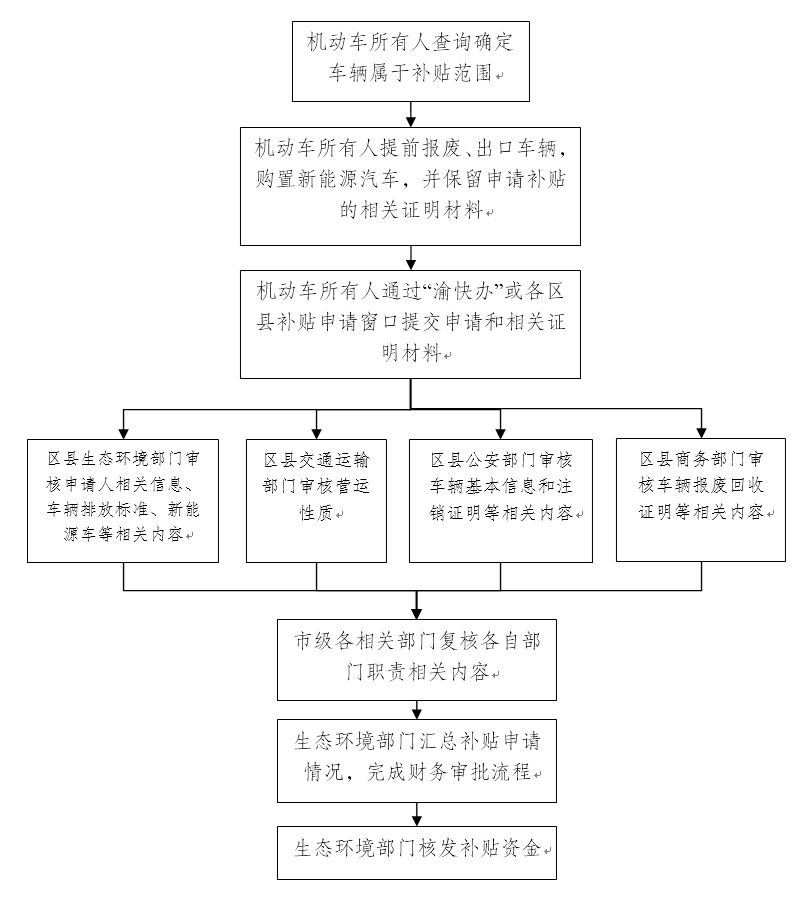 机动车所有人查询确定
车辆属于补贴范围↵
机动车所有人提前报废、出口车辆，
购置新能源汽车，并保留申请补贴
的相关证明材料↵
机动车所有人通过“渝快办”或各区
县补贴申请窗口提交申请和相关证
明材料↵
区县生态环境部门审
核申请人相关信息、
车辆排放标准、新能
源车等相关内容↵
区县交通运输
部门审核营运
性质↵
区县公安部门审核
车辆基本信息和注
销证明等相关内容↵
区县商务部门审
核车辆报废回收
证明等相关内容↵
市级各相关部门复核各自部
门职责相关内容↵
生态环境部门汇总补贴申请
情况，完成财务审批流程↵
生态环境部门核发补贴资金↵